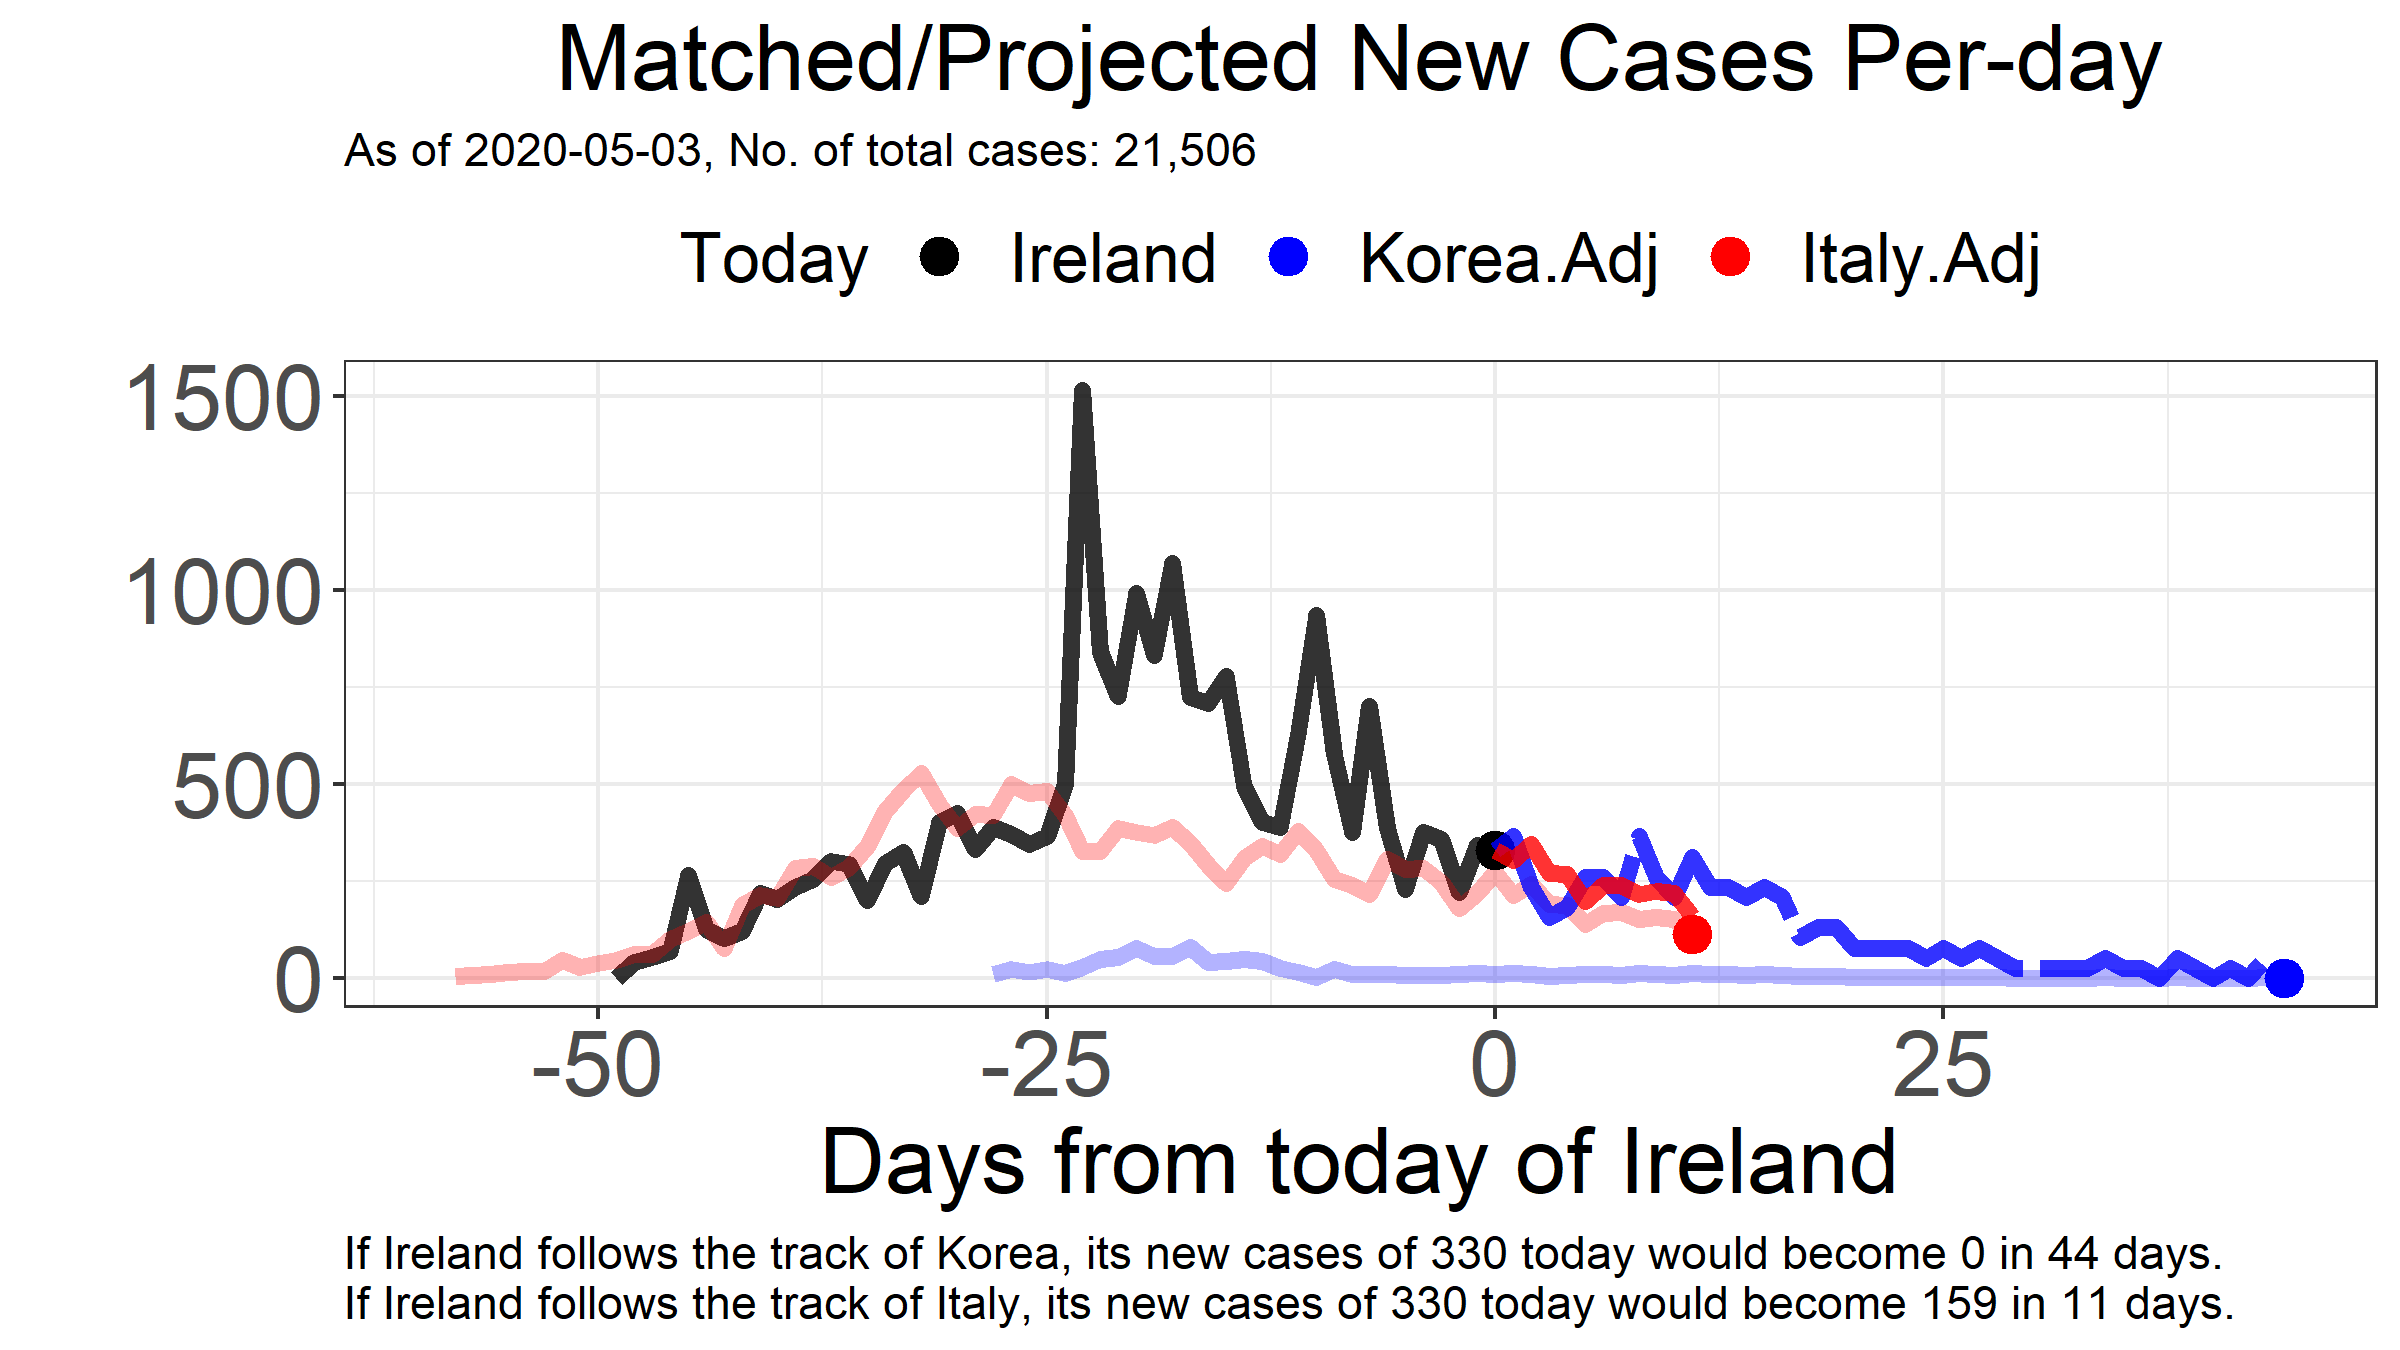 Matched/Projected New Cases Per-day
As of 2020-05-03, No. of total cases: 21,506
Today Ireland Korea.Adj Italy.Adj
1500
1000
500
0
-50 -25 0 25
Days from today of Ireland
If Ireland follows the track of Korea, its new cases of 330 today would become 0 in 44 days.
If Ireland follows the track of Italy, its new cases of 330 today would become 159 in 11 days.